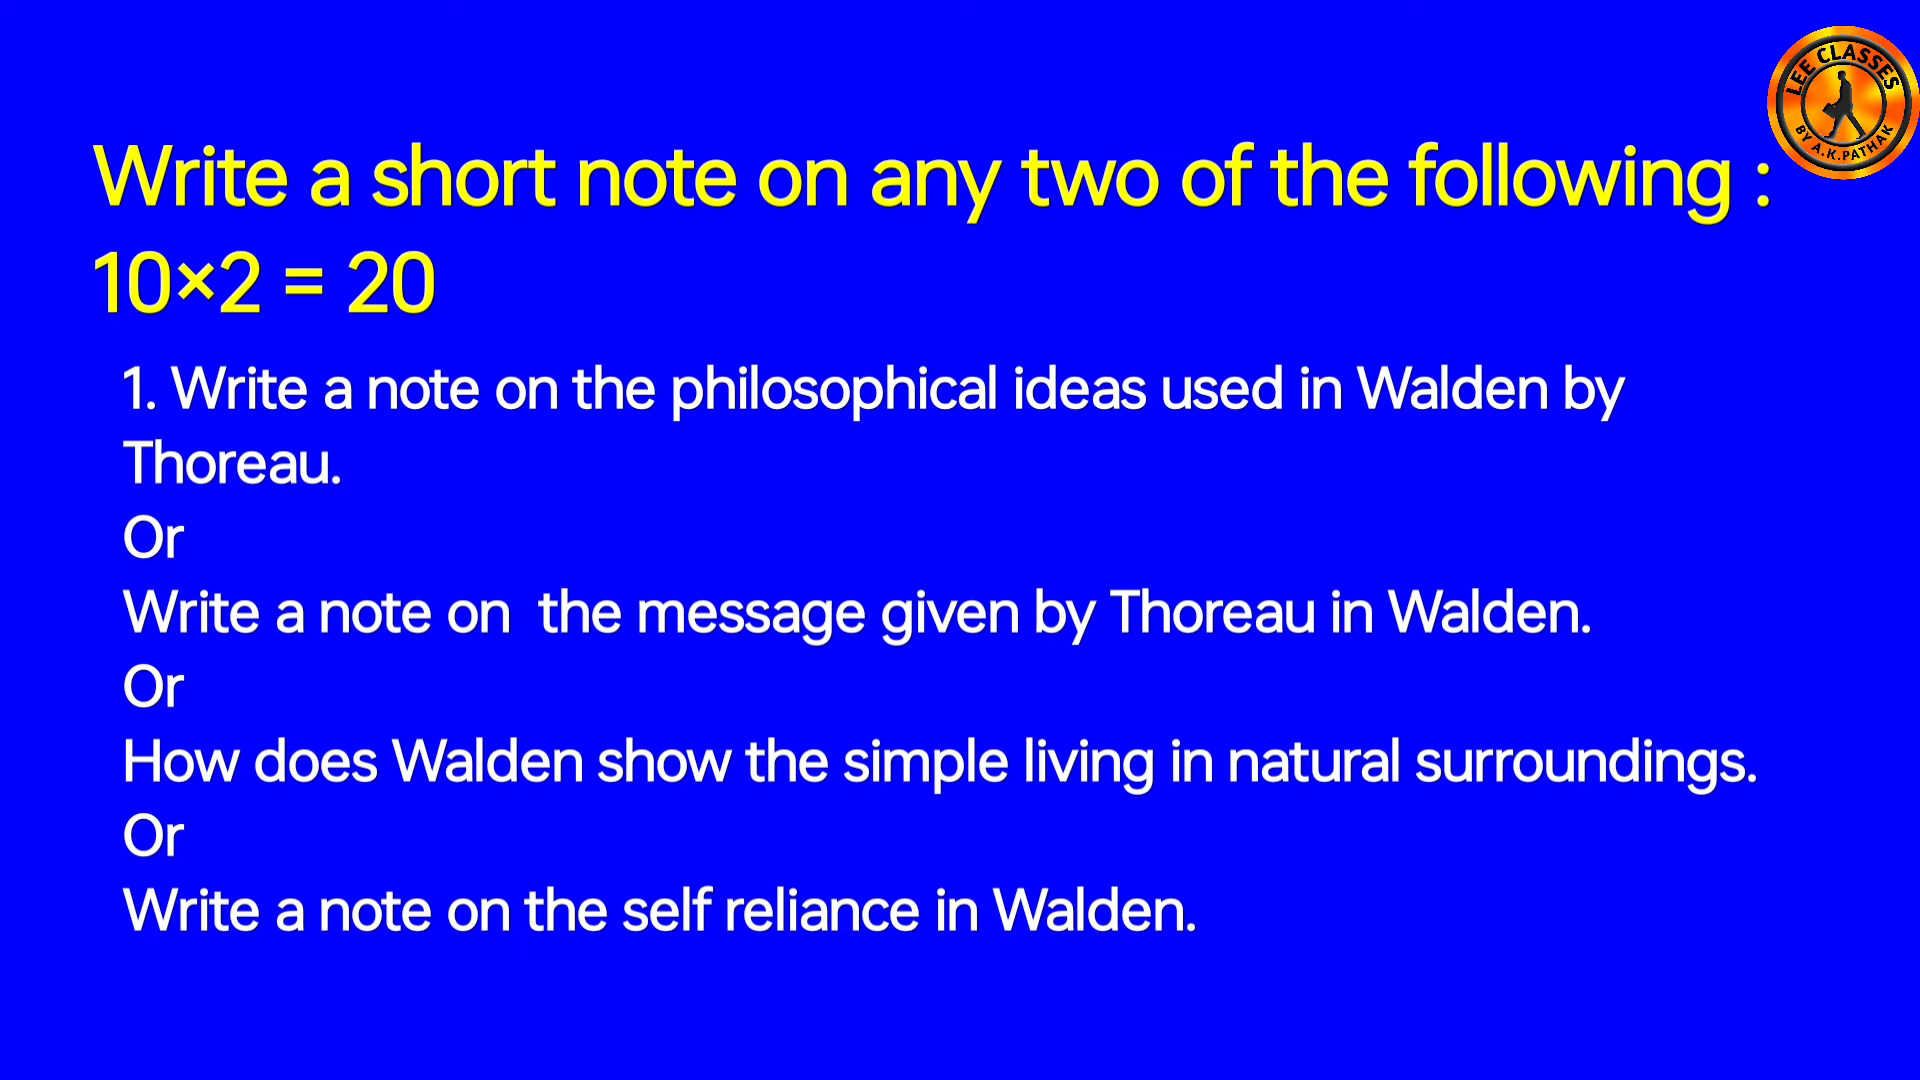 LEE CLASSES
BY A.K.PATHAK
Write a short note on any two of the following :
10×2 = 20
1. Write a note on the philosophical ideas used in Walden by
Thoreau.
Or
Write a note on  the message given by Thoreau in Walden.
Or
How does Walden show the simple living in natural surroundings.
Or
Write a note on the self reliance in Walden.